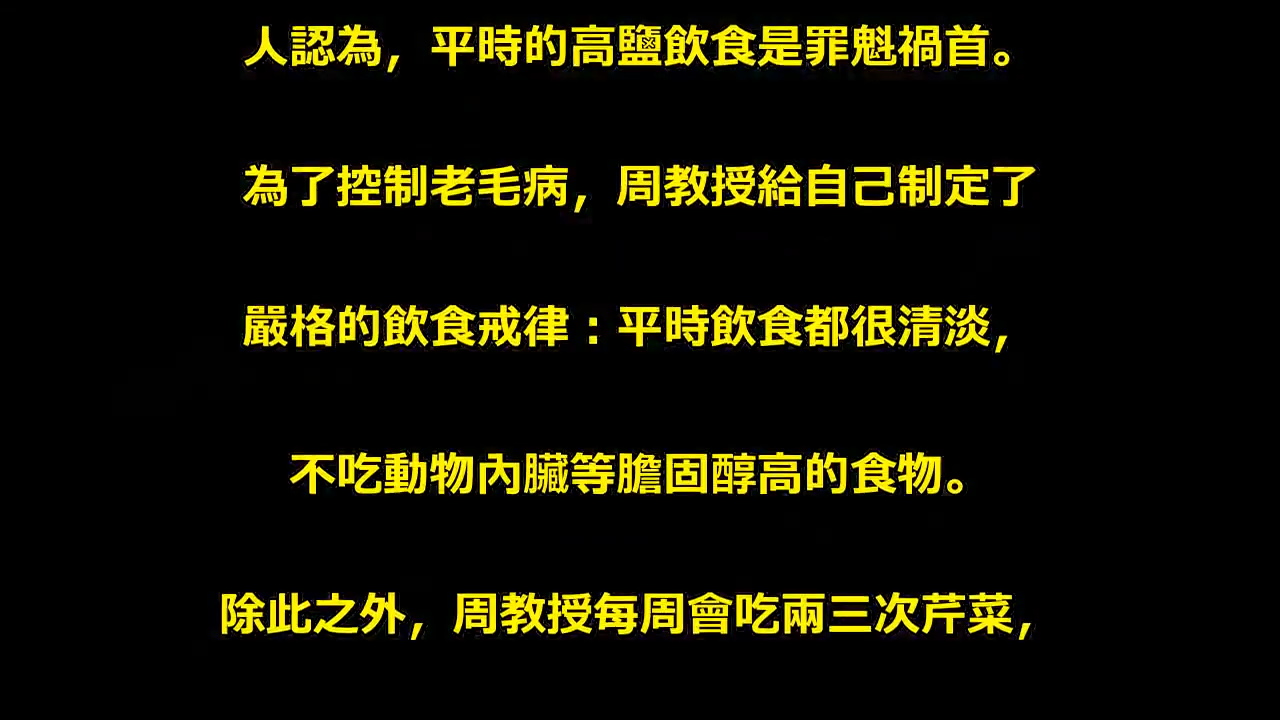 人認為，平時的高鹽飲食是罪魁禍首。
為了控制老毛病，周教授給自己制定了
嚴格的飲食戒律：平時飲食都很清淡，
不吃動物內臟等膽固醇高的食物。
除此之外，周教授每周會吃兩三次芹菜，